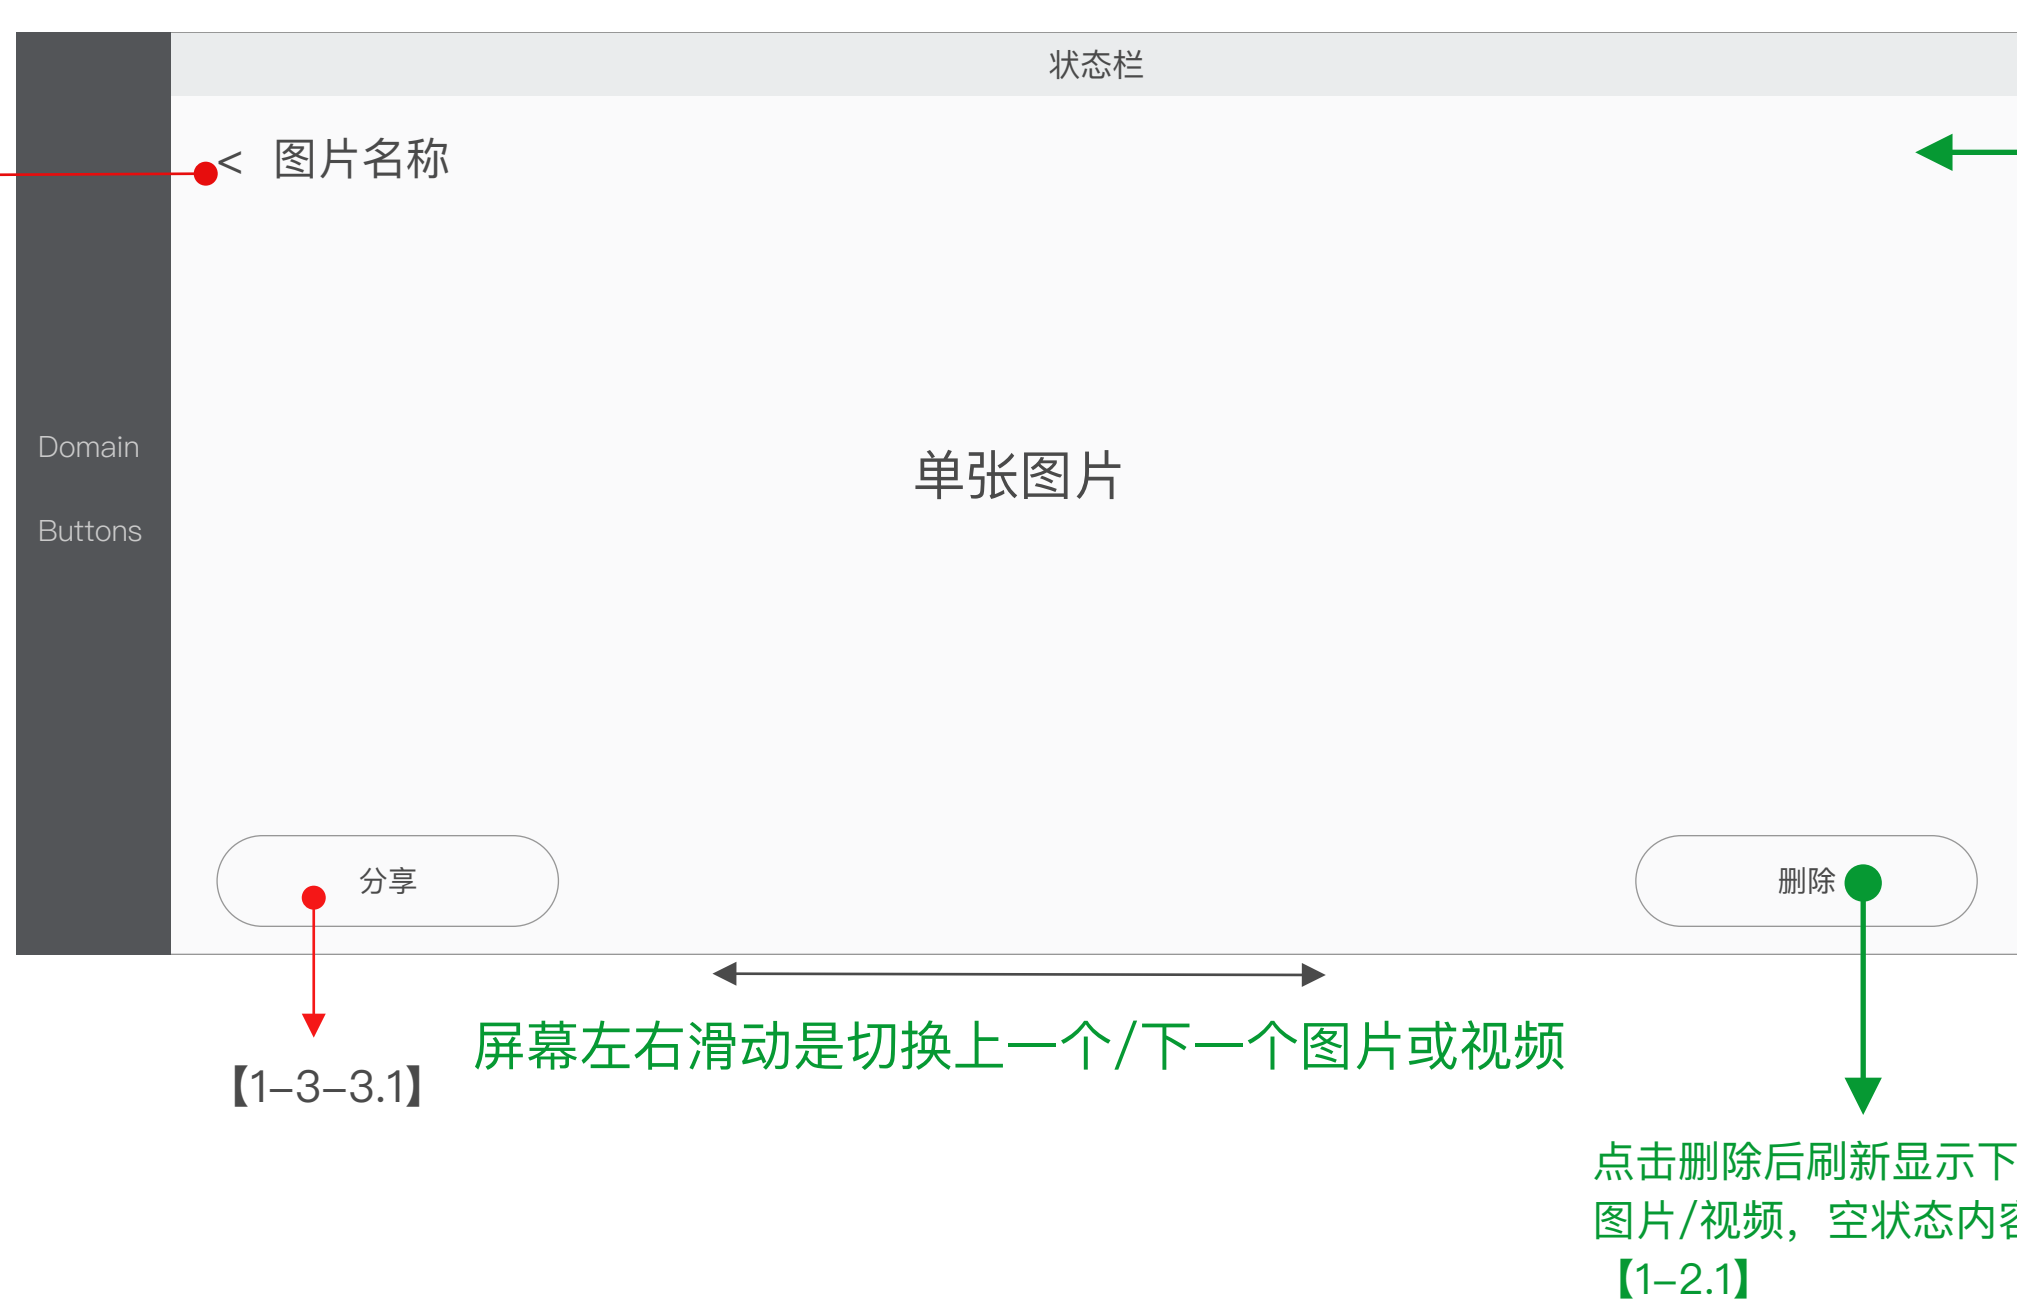 状态栏
< 图片名称
Domain
Buttons
单张图片
分享
删除
屏幕左右滑动是切换上一个/下一个图片或视频
【1-3-3.1】
点击删除后刷新显示下
图片/视频，空状态内容
【1-2.1】